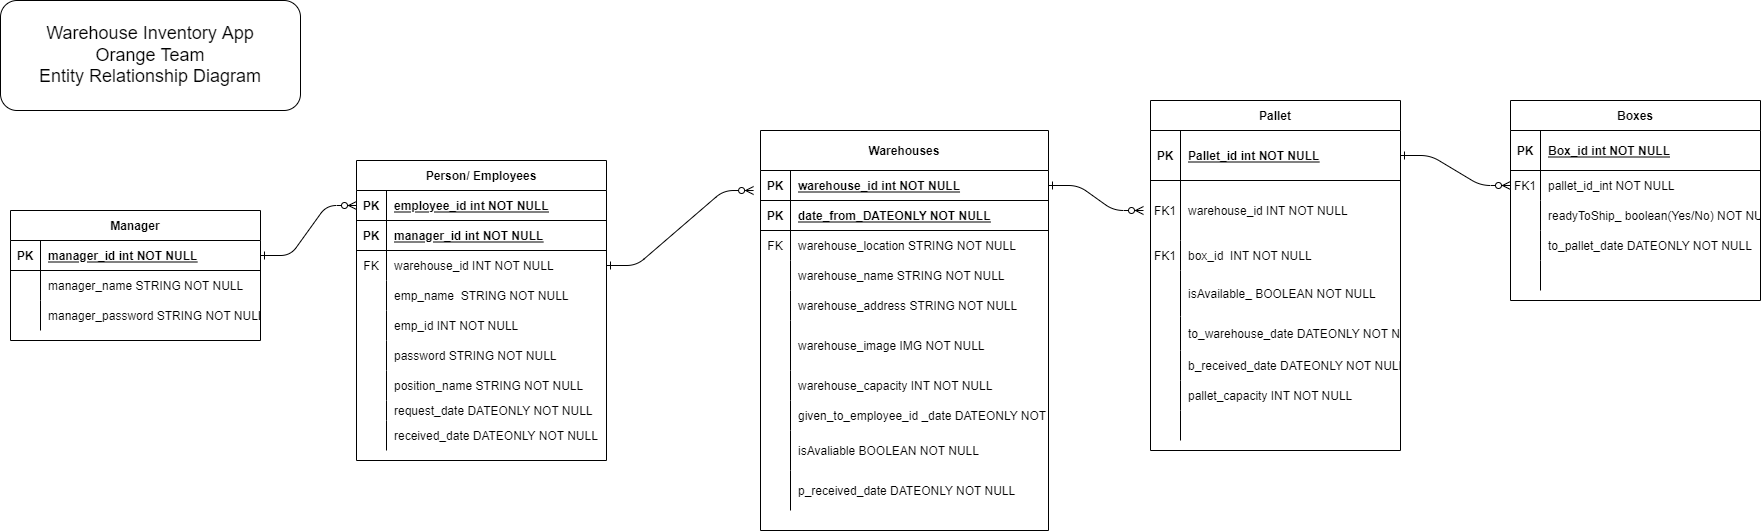 Warehouse Inventory App
Orange Team
Entity Relationship Diagram
Manager
PK manager_id int NOT NULL
manager_name STRING NOT NULL
manager_password STRING NOT NULL
Person/ Employees
PK employee_id int NOT NULL
PK manager_id int NOT NULL
FK warehouse_id INT NOT NULL
emp_name STRING NOT NULL
emp_id INT NOT NULL
password STRING NOT NULL
position_name STRING NOT NULL
request_date DATEONLY NOT NULL
received_date DATEONLY NOT NULL
Warehouses
PK warehouse_id int NOT NULL
PK date_from_DATEONLY NOT NULL
FK warehouse_location STRING NOT NULL
warehouse_name STRING NOT NULL
warehouse_address STRING NOT NULL
warehouse_image IMG NOT NULL
warehouse_capacity INT NOT NULL
given_to_employee_id _date DATEONLY NOT
isAvaliable BOOLEAN NOT NULL
p_received_date DATEONLY NOT NULL
Pallet
PK Pallet_id int NOT NULL
FK1 warehouse_id INT NOT NULL
FK1 box_id INT NOT NULL
isAvailable_ BOOLEAN NOT NULL
to_warehouse_date DATEONLY NOT N
b_received_date DATEONLY NOT NUL
pallet_capacity INT NOT NULL
Boxes
PK Box_id int NOT NULL
FK1 pallet_id_int NOT NULL
readyToShip_ boolean(Yes/No) NOT NU
to_pallet_date DATEONLY NOT NULL